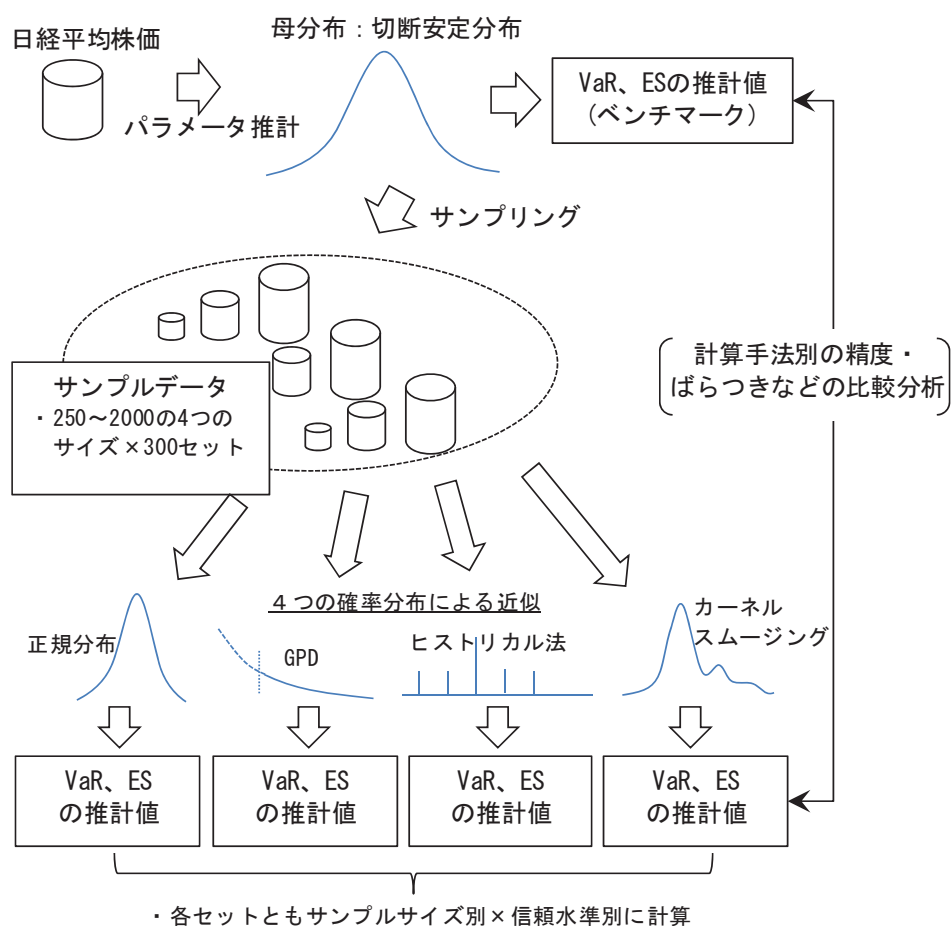 日経平均株価
母分布：切断安定分布
パラメータ推計
VaR、ESの推計値
（ベンチマーク）
サンプリング
サンプルデータ
・250～2000の4つの
サイズ×300セット
計算手法別の精度・
ばらつきなどの比較分析
４つの確率分布による近似
正規分布
GPD
ヒストリカル法
カーネル
スムージング
VaR、ES
の推計値
VaR、ES
の推計値
VaR、ES
の推計値
VaR、ES
の推計値
・各セットともサンプルサイズ別×信頼水準別に計算